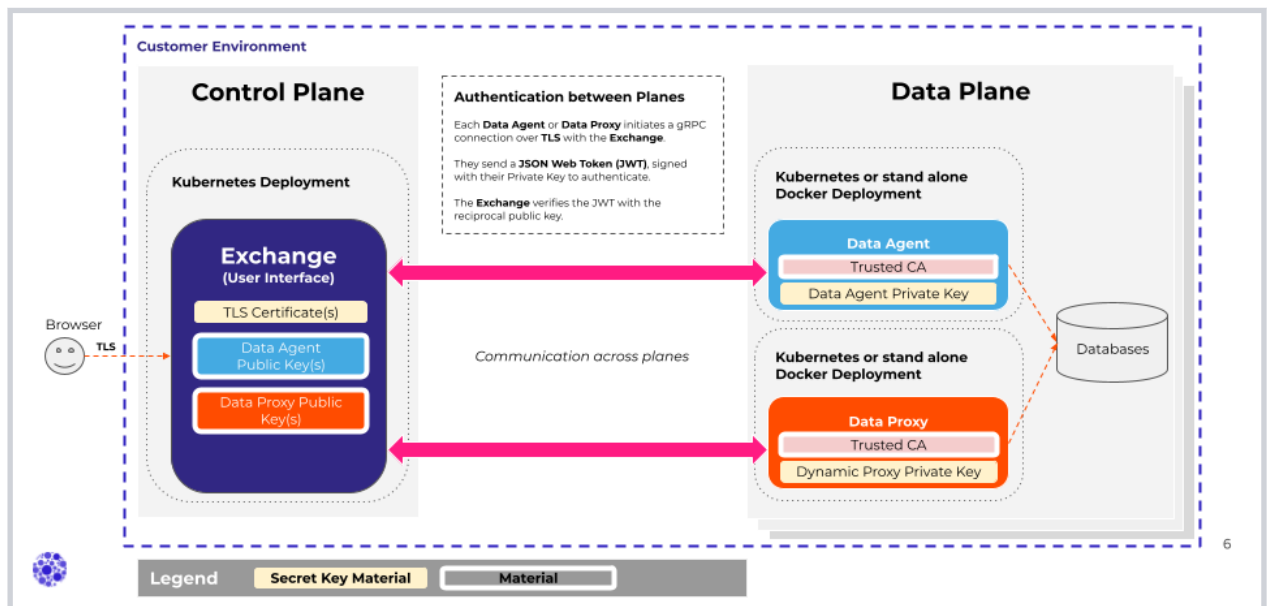 Customer Environment
Control Plane
Kubernetes Deployment
Exchange
(User Interface)
TLS Certificate(s)
Data Agent
Public Key(s)
Data Proxy Public
Key(s)
Browser
TLS
Authentication between Planes
Each Data Agent or Data Proxy initiates a gRPC
connection over TLS with the Exchange.
They send a JSON Web Token (JWT), signed
with their Private Key to authenticate.
The Exchange verifies the JWT with the
reciprocal public key.
Communication across planes
Data Plane
Kubernetes or stand alone
Docker Deployment
Data Agent
Trusted CA
Data Agent Private Key
Kubernetes or stand alone
Docker Deployment
Data Proxy
Trusted CA
Dynamic Proxy Private Key
Databases
6
Legend
Secret Key Material
Material